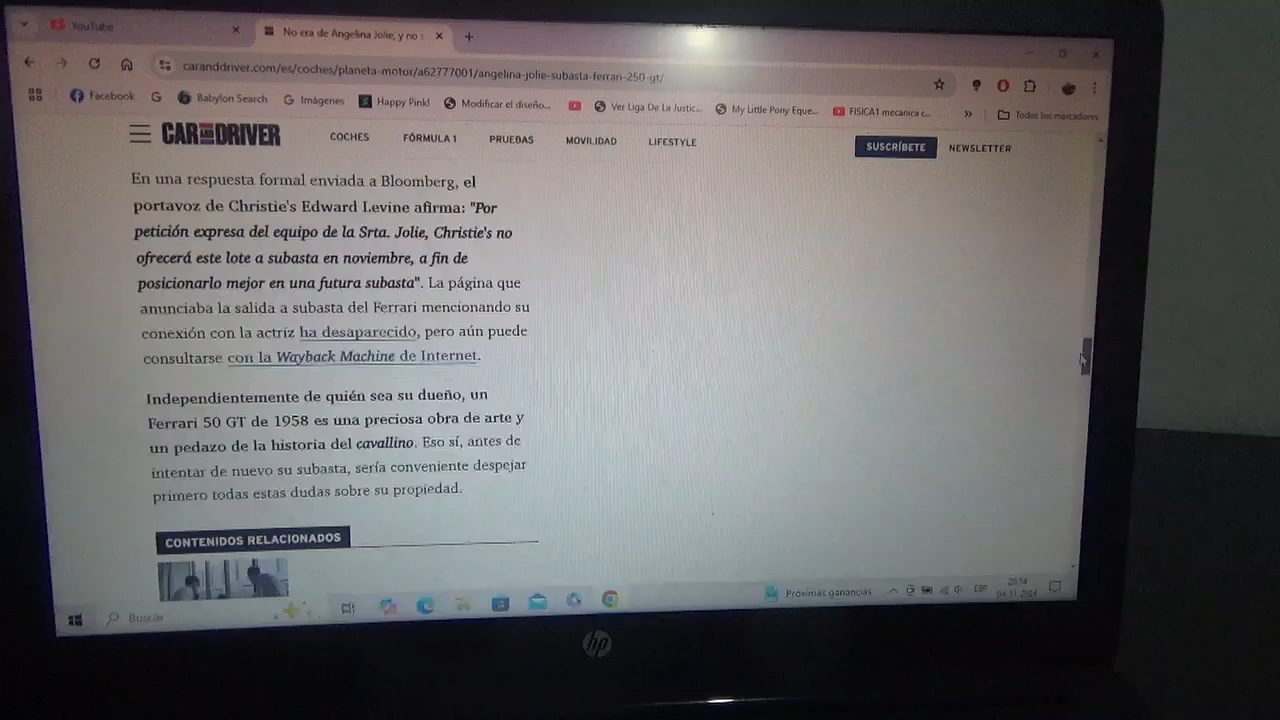 YouTube
No era de Angelina Jolie, y no s
caranddriver.com/es/coches/planeta-motor/a62777001/angelina-jolie-subasta-ferrari-250-gt/
Facebook
Babylon Search
Imágenes
Happy Pink!
Modificar el diseño...
Ver Liga De La Justic...
My Little Pony Eque...
FISICA1 mecanica c...
»
Todos los marcadores
CAR AND DRIVER
COCHES
FÓRMULA 1
PRUEBAS
MOVILIDAD
LIFESTYLE
SUSCRÍBETE
NEWSLETTER
En una respuesta formal enviada a Bloomberg, el
portavoz de Christie's Edward Levine afirma: "Por
petición expresa del equipo de la Srta. Jolie, Christie's no
ofrecerá este lote a subasta en noviembre, a fin de
posicionarlo mejor en una futura subasta". La página que
anunciaba la salida a subasta del Ferrari mencionando su
conexión con la actriz ha desaparecido, pero aún puede
consultarse con la Wayback Machine de Internet.
Independientemente de quién sea su dueño, un
Ferrari 50 GT de 1958 es una preciosa obra de arte y
un pedazo de la historia del cavallino. Eso sí, antes de
intentar de nuevo su subasta, sería conveniente despejar
primero todas estas dudas sobre su propiedad.
CONTENIDOS RELACIONADOS
Buscar
Próximas ganancias
ESP
20:54
04-11-2024
hp